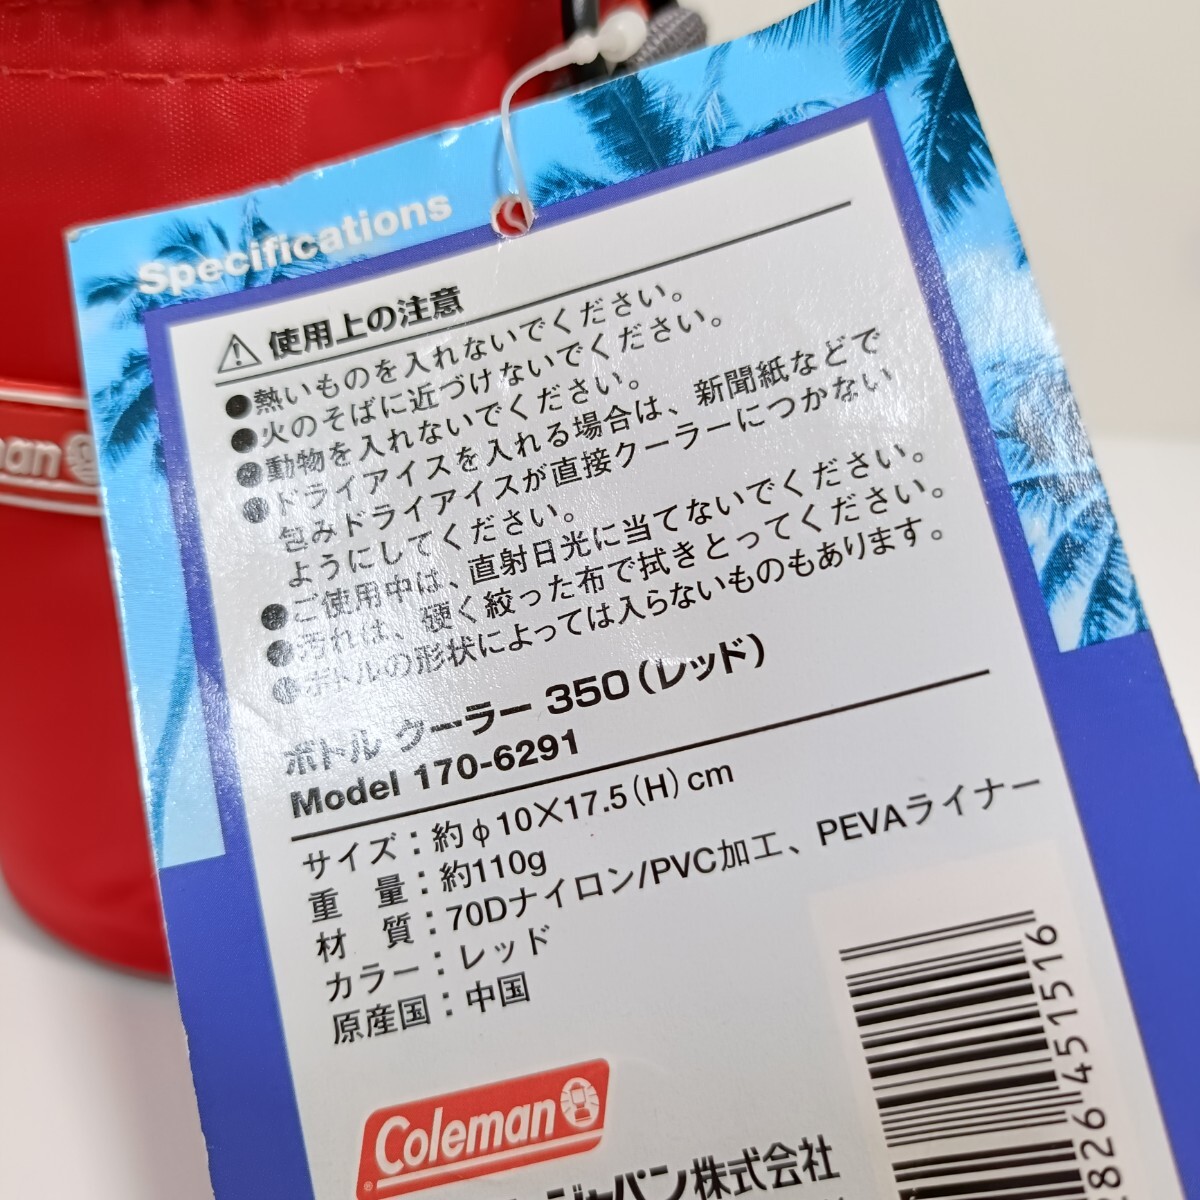 Specifications
⚠ 使用上の注意
●熱いものを入れないでください。
●火のそばに近づけないでください。
●動物を入れないでください。
●ドライアイスを入れる場合は、新聞紙などで
包みドライアイスが直接クーラーにつかない
ようにしてください。
●ご使用中は、直射日光に当てないでください。
●汚れは、硬く絞った布で拭きとってください。
●ボトルの形状によっては入らないものもあります。
ボトル クーラー 350(レッド)
Model 170-6291
サイズ：約φ10×17.5(H)cm
重　量：約110g
材　質：70Dナイロン/PVC加工、PEVAライナー
カラー：レッド
原産国：中国
Coleman
ジャパン株式会社
826 451516
man